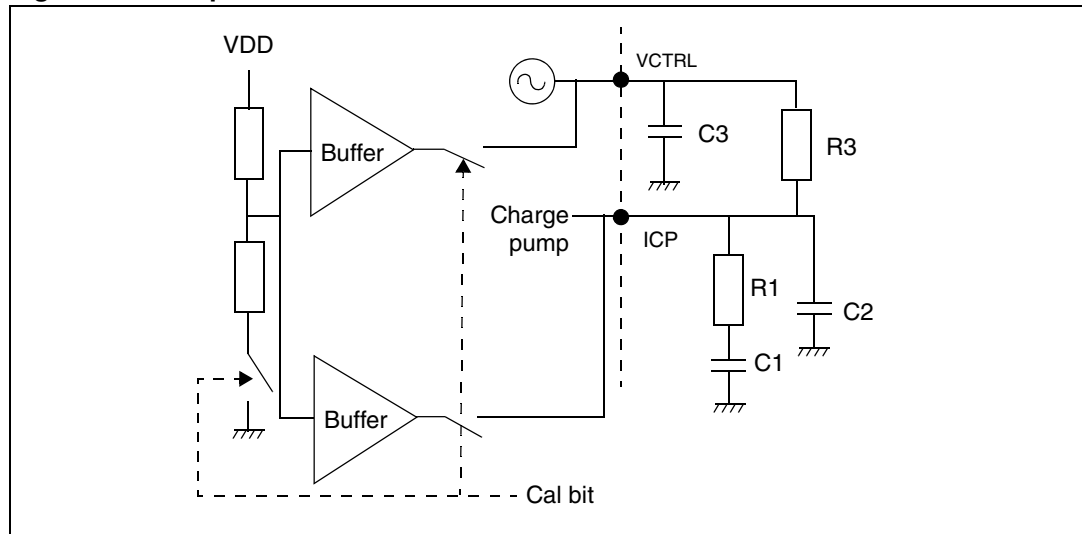 VDD
VCTRL
Buffer
C3
R3
Charge
pump
ICP
R1
C2
C1
Buffer
Cal bit